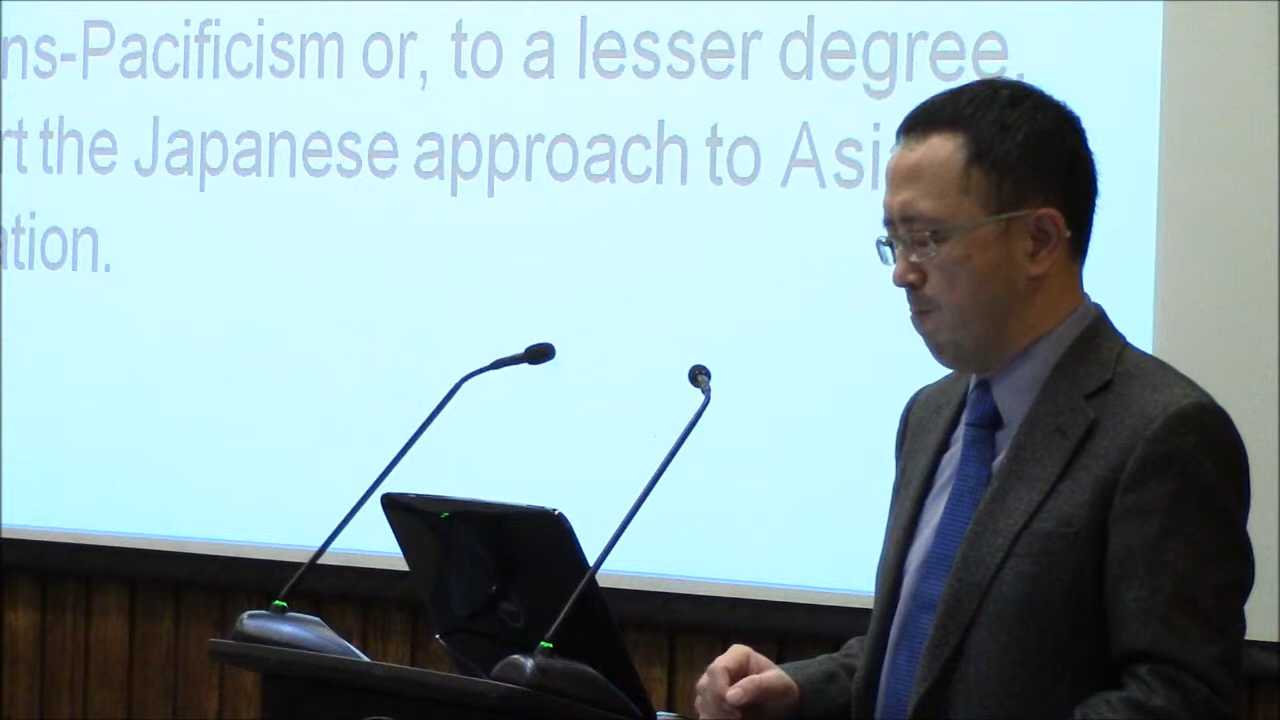 ns-Pacificism or, to a lesser degree,
rt the Japanese approach to Asi
ation.